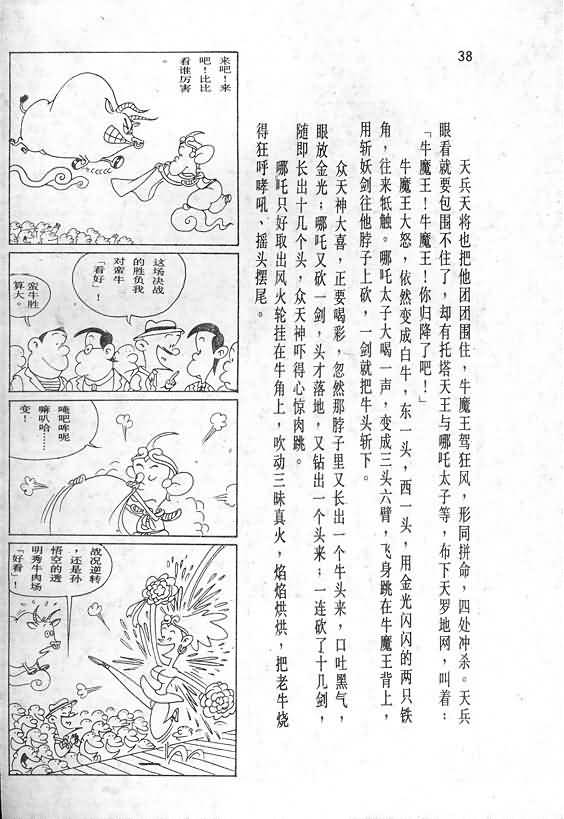 38
天兵天将也把他团团围住，牛魔王驾狂风，形同拼命，四处冲杀。天兵
眼看就要包围不住了，却有托塔天王与哪吒太子等，布下天罗地网，叫着：
「牛魔王！牛魔王！你归降了吧！」
牛魔王大怒，依然变成白牛，东一头，西一头，用金光闪闪的两只铁
角，往来牴触。哪吒太子大喝一声，变成三头六臂，飞身跳在牛魔王背上，
用斩妖剑往他脖子上砍，一剑就把牛头斩下。
众天神大喜，正要喝彩，忽然那脖子里又长出一个牛头来，口吐黑气，
眼放金光；哪吒又砍一剑，头才落地，又钻出一个头来；一连砍了十几剑，
随即长出十几个头，众天神吓得心惊肉跳。
哪吒只好取出风火轮挂在牛角上，吹动三昧真火，焰焰烘烘，把老牛烧
得狂呼哮吼、摇头摆尾。
来吧！来
吧！比比
看谁厉害
这场决战
的胜负我
对蛮牛
「看好」！
蛮牛胜
算大。
唵吧哞呢
嘛叭哈……
变！
战况逆转
，还是孙
悟空的透
明秀牛肉场
「好看」！